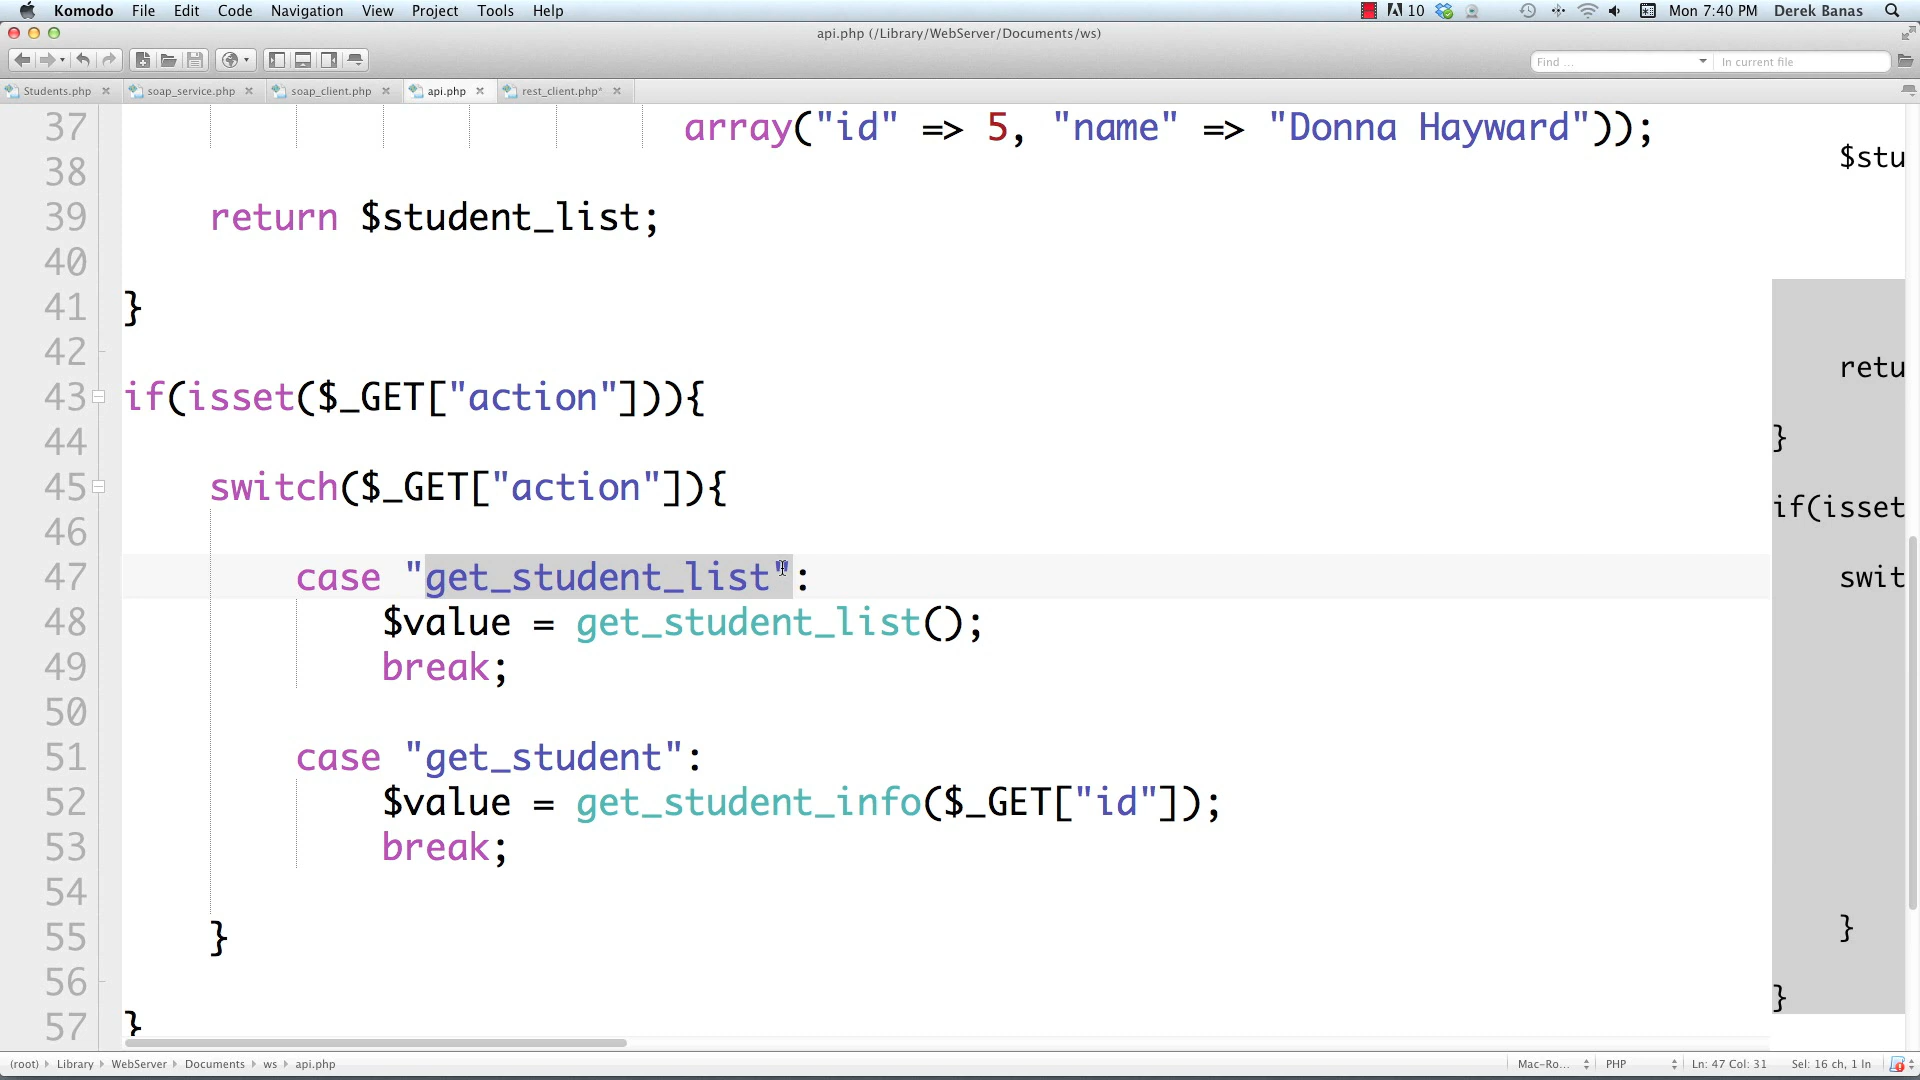 Komodo File Edit Code Navigation View Project Tools Help 10 Mon 7:40 PM Derek Banas
api.php (/Library/WebServer/Documents/ws)
Find ... In current file
Students.php soap_service.php soap_client.php api.php rest_client.php*
37 array("id" => 5, "name" => "Donna Hayward"));
38
39 return $student_list;
40
41 }
42
43 if(isset($_GET["action"])){
44
45 switch($_GET["action"]){
46
47 case "get_student_list":
48 $value = get_student_list();
49 break;
50
51 case "get_student":
52 $value = get_student_info($_GET["id"]);
53 break;
54
55 }
56
57 }
$stu
retu
}
if(isset
swit
}
}
(root) Library WebServer Documents ws api.php Mac-Ro... PHP Ln: 47 Col: 31 Sel: 16 ch, 1 ln